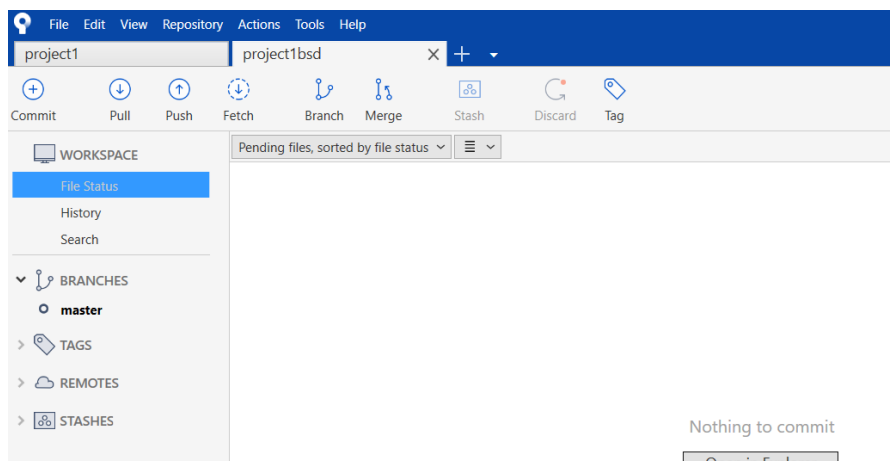 File Edit View Repository Actions Tools Help
project1 project1bsd
Commit Pull Push Fetch Branch Merge Stash Discard Tag
WORKSPACE
Pending files, sorted by file status
File Status
History
Search
BRANCHES
master
TAGS
REMOTES
STASHES
Nothing to commit